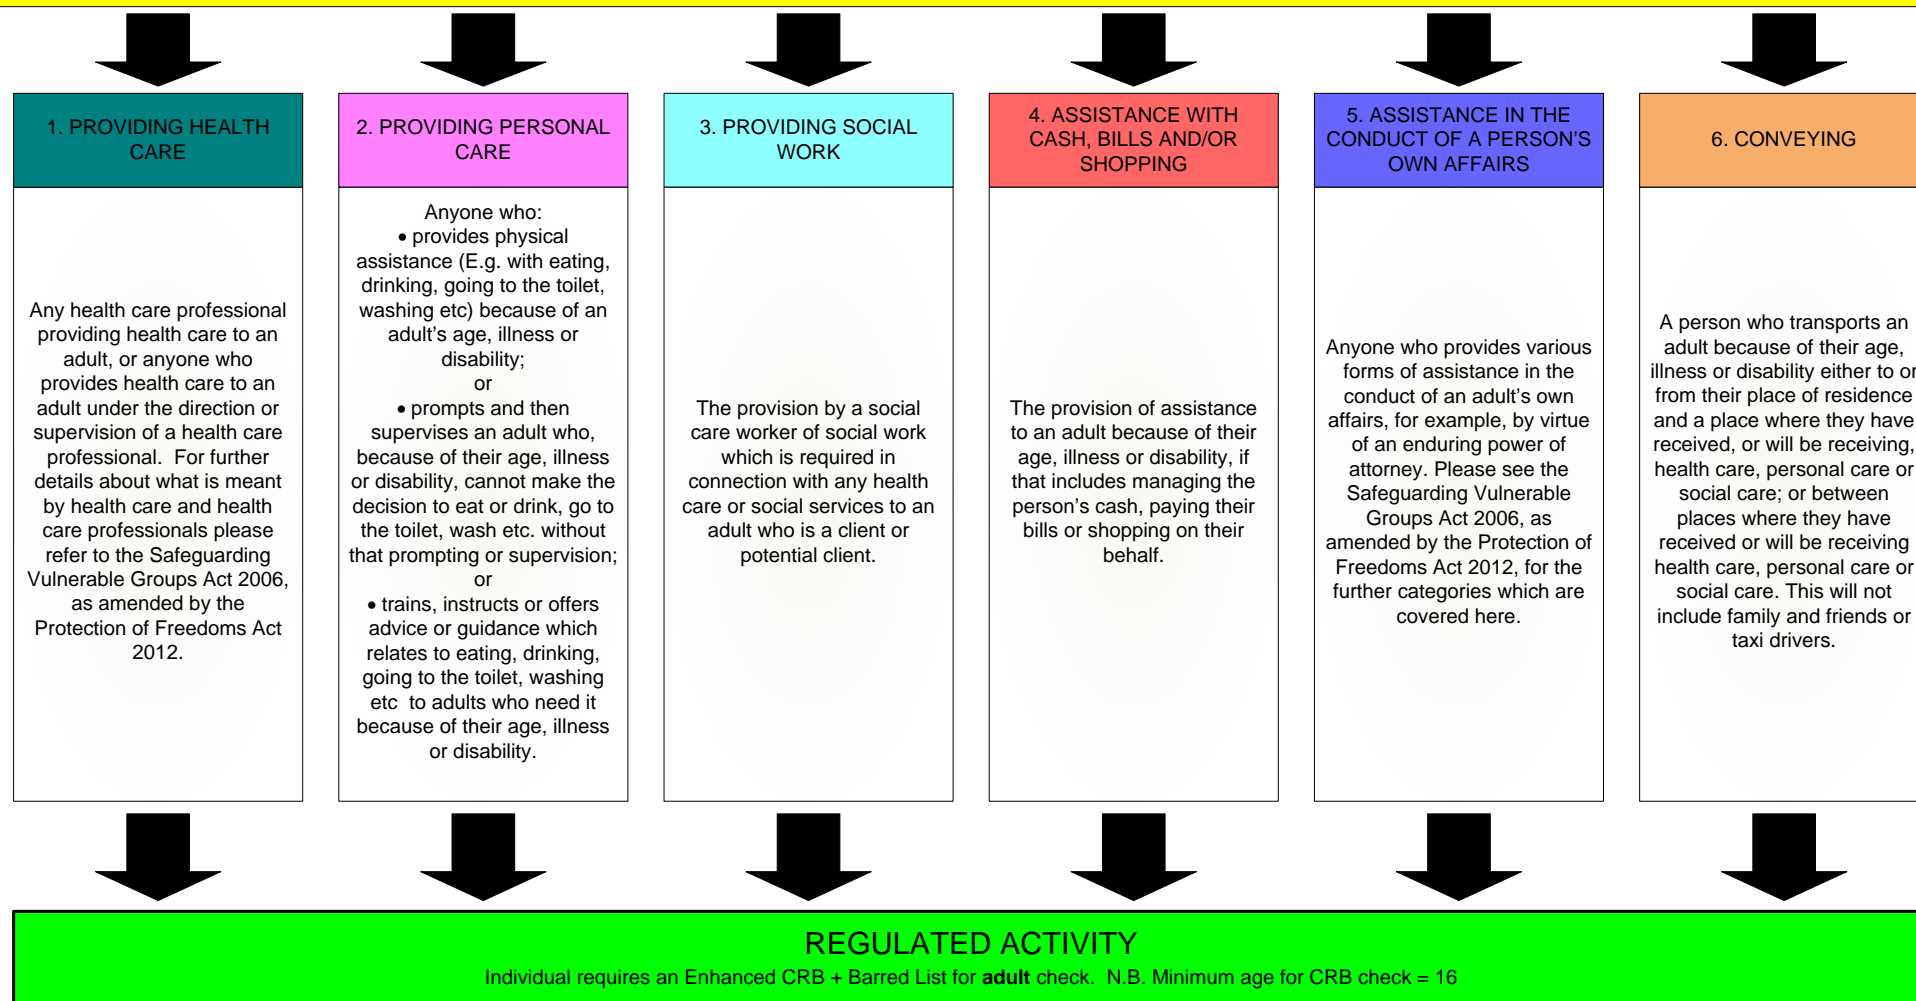 1. PROVIDING HEALTH
CARE
Any health care professional
providing health care to an
adult, or anyone who
provides health care to an
adult under the direction or
supervision of a health care
professional.  For further
details about what is meant
by health care and health
care professionals please
refer to the Safeguarding
Vulnerable Groups Act 2006,
as amended by the
Protection of Freedoms Act
2012.
2. PROVIDING PERSONAL
CARE
Anyone who:
• provides physical
assistance (E.g. with eating,
drinking, going to the toilet,
washing etc) because of an
adult's age, illness or
disability;
or
• prompts and then
supervises an adult who,
because of their age, illness
or disability, cannot make the
decision to eat or drink, go to
the toilet, wash etc. without
that prompting or supervision;
or
• trains, instructs or offers
advice or guidance which
relates to eating, drinking,
going to the toilet, washing
etc  to adults who need it
because of their age, illness
or disability.
3. PROVIDING SOCIAL
WORK
The provision by a social
care worker of social work
which is required in
connection with any health
care or social services to an
adult who is a client or
potential client.
4. ASSISTANCE WITH
CASH, BILLS AND/OR
SHOPPING
The provision of assistance
to an adult because of their
age, illness or disability, if
that includes managing the
person's cash, paying their
bills or shopping on their
behalf.
5. ASSISTANCE IN THE
CONDUCT OF A PERSON'S
OWN AFFAIRS
Anyone who provides various
forms of assistance in the
conduct of an adult's own
affairs, for example, by virtue
of an enduring power of
attorney. Please see the
Safeguarding Vulnerable
Groups Act 2006, as
amended by the Protection of
Freedoms Act 2012, for the
further categories which are
covered here.
6. CONVEYING
A person who transports an
adult because of their age,
illness or disability either to or
from their place of residence
and a place where they have
received, or will be receiving,
health care, personal care or
social care; or between
places where they have
received or will be receiving
health care, personal care or
social care. This will not
include family and friends or
taxi drivers.
REGULATED ACTIVITY
Individual requires an Enhanced CRB + Barred List for adult check.  N.B. Minimum age for CRB check = 16